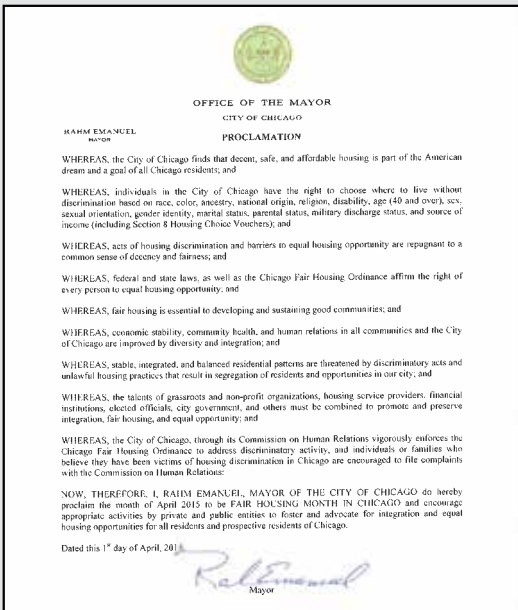 OFFICE OF THE MAYOR
CITY OF CHICAGO
RAHM EMANUEL
MAYOR
PROCLAMATION
WHEREAS, the City of Chicago finds that decent, safe, and affordable housing is part of the American
dream and a goal of all Chicago residents; and
WHEREAS, individuals in the City of Chicago have the right to choose where to live without
discrimination based on race, color, ancestry, national origin, religion, disability, age (40 and over), sex,
sexual orientation, gender identity, marital status, parental status, military discharge status, and source of
income (including Section 8 Housing Choice Vouchers); and
WHEREAS, acts of housing discrimination and barriers to equal housing opportunity are repugnant to a
common sense of decency and fairness; and
WHEREAS, federal and state laws, as well as the Chicago Fair Housing Ordinance affirm the right of
every person to equal housing opportunity; and
WHEREAS, fair housing is essential to developing and sustaining good communities; and
WHEREAS, economic stability, community health, and human relations in all communities and the City
of Chicago are improved by diversity and integration; and
WHEREAS, stable, integrated, and balanced residential patterns are threatened by discriminatory acts and
unlawful housing practices that result in segregation of residents and opportunities in our city; and
WHEREAS, the talents of grassroots and non-profit organizations, housing service providers, financial
institutions, elected officials, city government, and others must be combined to promote and preserve
integration, fair housing, and equal opportunity; and
WHEREAS, the City of Chicago, through its Commission on Human Relations vigorously enforces the
Chicago Fair Housing Ordinance to address discriminatory activity, and individuals or families who
believe they have been victims of housing discrimination in Chicago are encouraged to file complaints
with the Commission on Human Relations:
NOW, THEREFORE, I, RAHM EMANUEL, MAYOR OF THE CITY OF CHICAGO do hereby
proclaim the month of April 2015 to be FAIR HOUSING MONTH IN CHICAGO and encourage
appropriate activities by private and public entities to foster and advocate for integration and equal
housing opportunities for all residents and prospective residents of Chicago.
Dated this 1st day of April,
Rahm Emanuel
Mayor